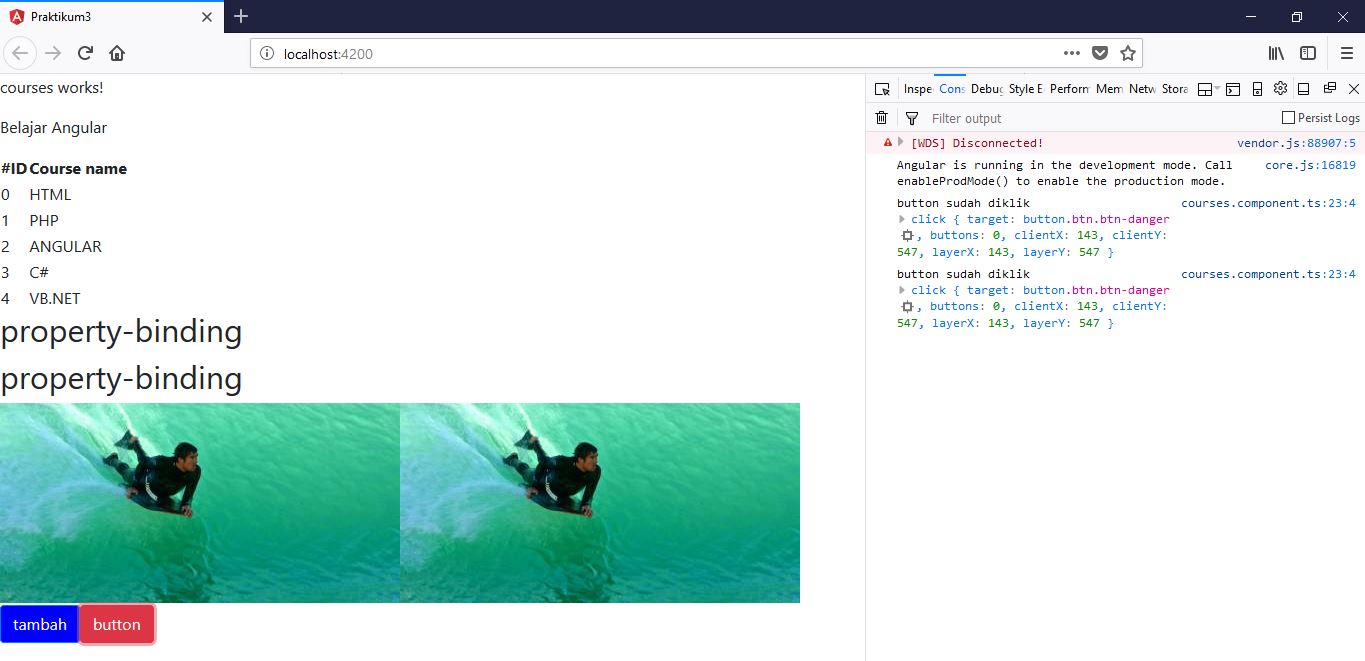 Praktikum3
localhost:4200
courses works!
Belajar Angular
#ID Course name
0 HTML
1 PHP
2 ANGULAR
3 C#
4 VB.NET
property-binding
property-binding
tambah button
Inspe Cons Debug Style E Perform Mem Netw Stora
Filter output Persist Logs
[WDS] Disconnected! vendor.js:88907:5
Angular is running in the development mode. Call core.js:16819
enableProdMode() to enable the production mode.
button sudah diklik courses.component.ts:23:4
click { target: button.btn.btn-danger
, buttons: 0, clientX: 143, clientY:
547, layerX: 143, layerY: 547 }
button sudah diklik courses.component.ts:23:4
click { target: button.btn.btn-danger
, buttons: 0, clientX: 143, clientY:
547, layerX: 143, layerY: 547 }